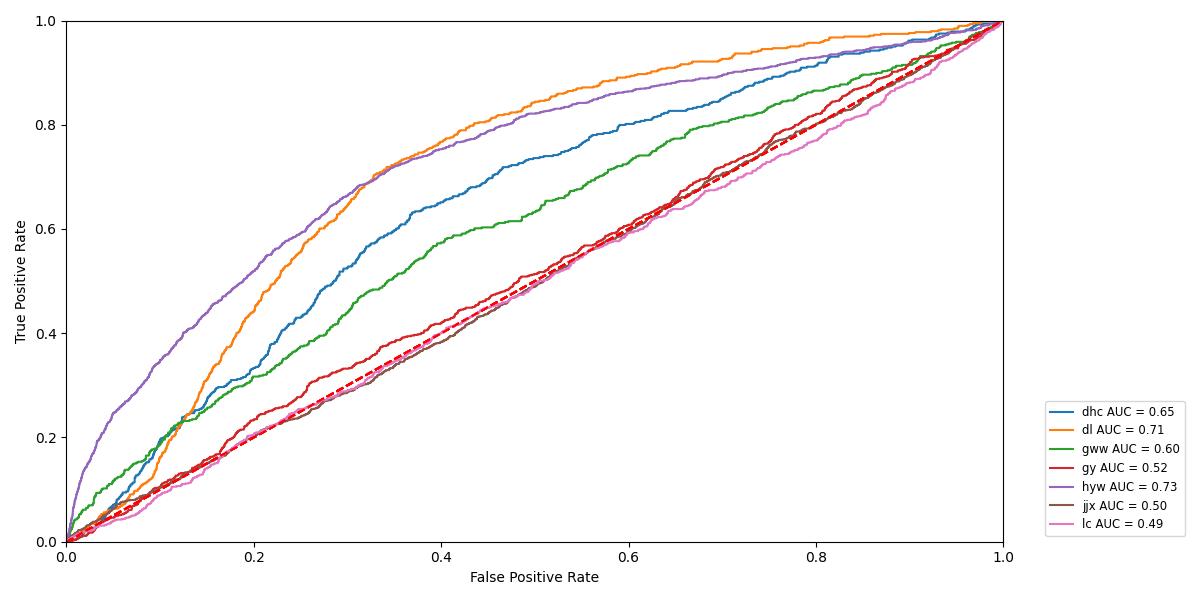 1.0
0.8
0.6
0.4
0.2
0.0
True Positive Rate
0.0 0.2 0.4 0.6 0.8 1.0
False Positive Rate
dhc AUC = 0.65
dl AUC = 0.71
gww AUC = 0.60
gy AUC = 0.52
hyw AUC = 0.73
jjx AUC = 0.50
lc AUC = 0.49